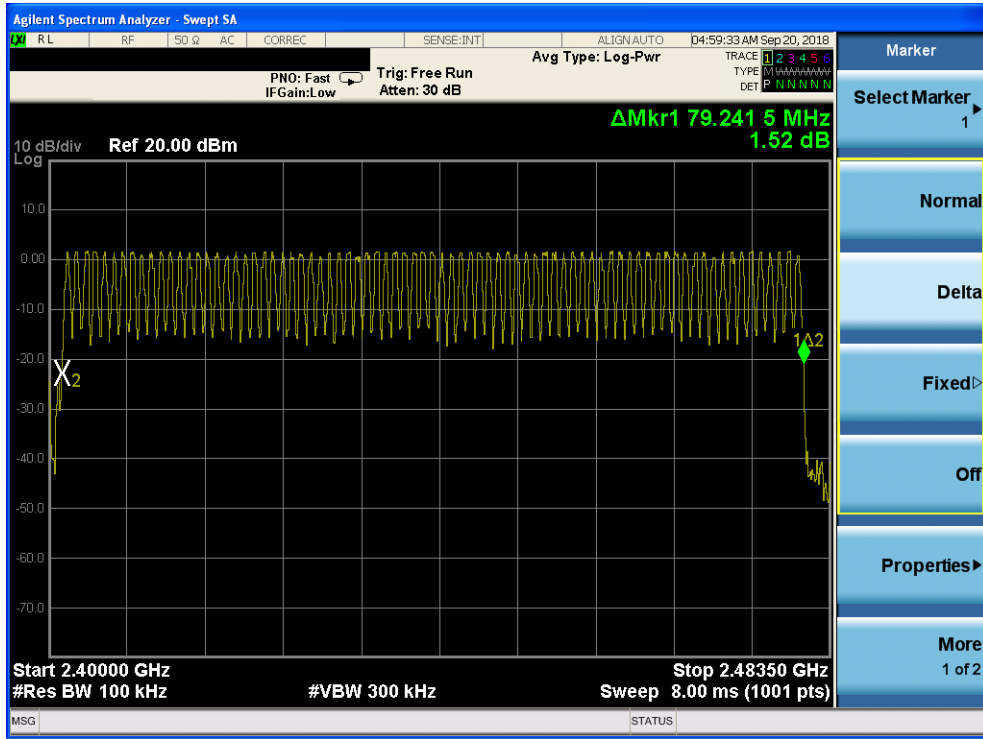 Agilent Spectrum Analyzer - Swept SA
LXI RL RF 50 Ω AC CORREC SENSE:INT ALIGN AUTO 04:59:33 AM Sep 20, 2018
Marker
Avg Type: Log-Pwr
TRACE 1 2 3 4 5 6
PNO: Fast Trig: Free Run
TYPE M WWWWW
IFGain:Low Atten: 30 dB
DET P N N N N N
Select Marker
1
ΔMkr1 79.241 5 MHz
1.52 dB
10 dB/div Ref 20.00 dBm
Log
10.0
0.00
-10.0
-20.0
-30.0
-40.0
-50.0
-60.0
-70.0
2
1Δ2
Normal
Delta
Fixed
Off
Properties
More
1 of 2
Start 2.40000 GHz Stop 2.48350 GHz
#Res BW 100 kHz #VBW 300 kHz Sweep 8.00 ms (1001 pts)
MSG STATUS